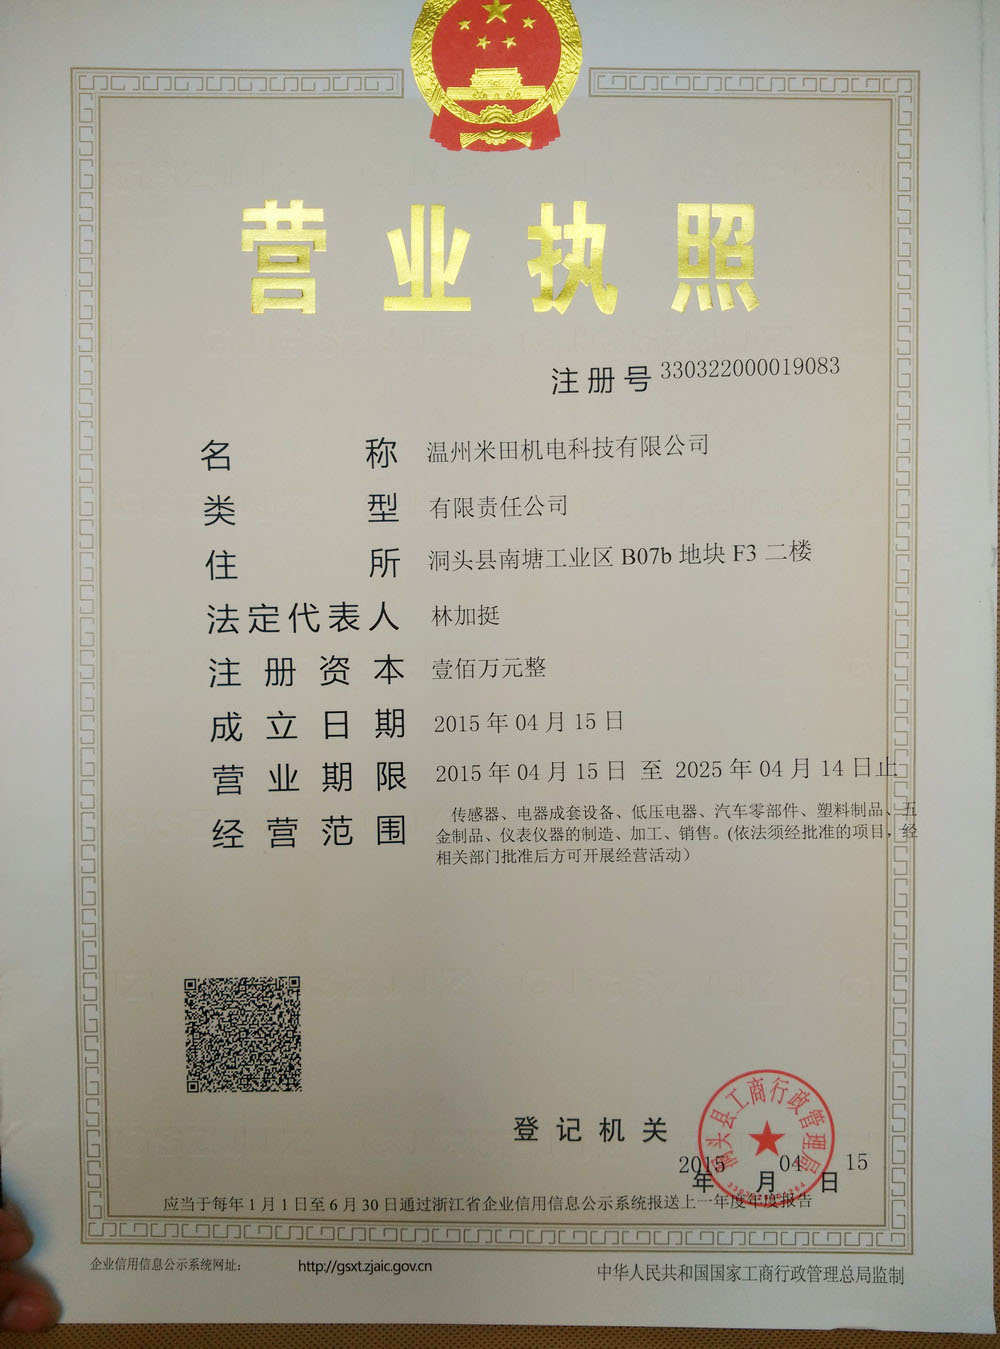 营业执照
注册号 330322000019083
名称 温州米田机电科技有限公司
类型 有限责任公司
住所 洞头县南塘工业区 B07b 地块 F3 二楼
法定代表人 林加挺
注册资本 壹佰万元整
成立日期 2015 年 04 月 15 日
营业期限 2015 年 04 月 15 日 至 2025 年 04 月 14 日止
经营范围 传感器、电器成套设备、低压电器、汽车零部件、塑料制品、五
金制品、仪表仪器的制造、加工、销售。(依法须经批准的项目，经
相关部门批准后方可开展经营活动）
洞头县工商行政管理局
登记机关
2015 年 04 月 15 日
应当于每年 1 月 1 日至 6 月 30 日通过浙江省企业信用信息公示系统报送上一年度年度报告
企业信用信息公示系统网址： http://gsxt.zjaic.gov.cn
中华人民共和国国家工商行政管理总局监制